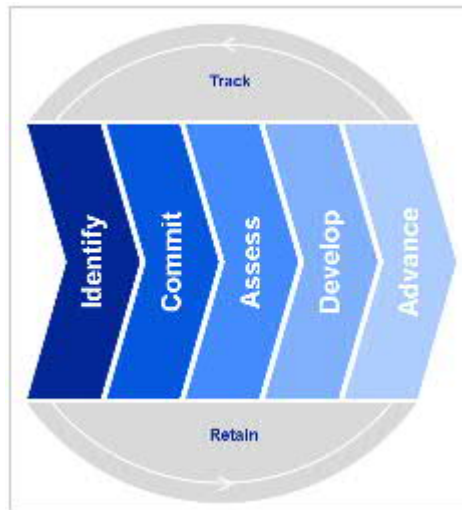 Track
Identify
Commit
Assess
Develop
Advance
Retain